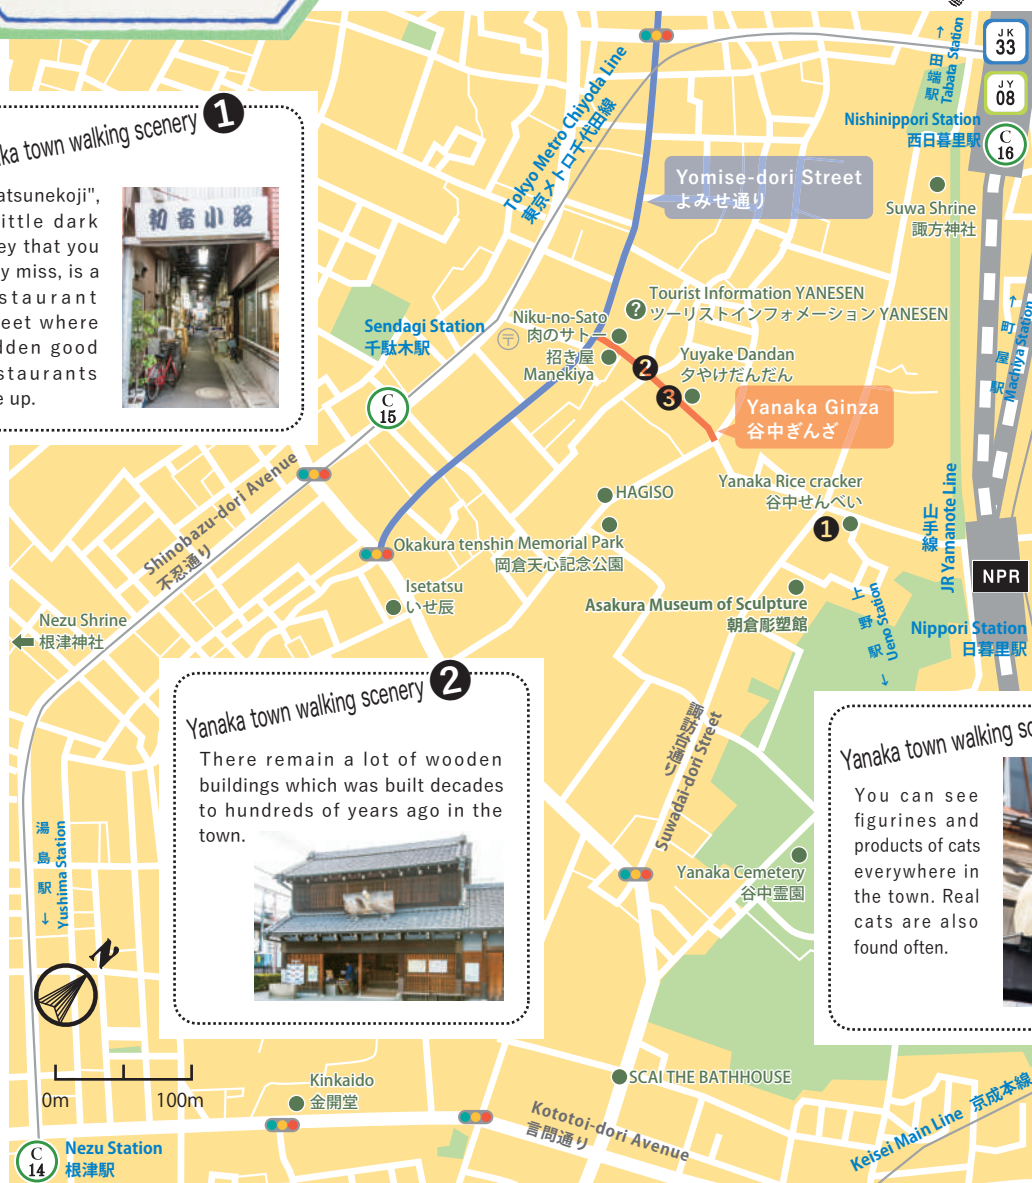 ↑
田端駅
Tabata Station
JK
33
JY
08
Nishinippori Station
西日暮里駅
C
16
Tokyo Metro Chiyoda Line
東京メトロ千代田線
Yomise-dori Street
よみせ通り
Suwa Shrine
諏方神社
town walking scenery 1
little dark
that you
miss, is a
where
good
up.
初音小路
Tourist Information YANESEN
ツーリストインフォメーション YANESEN
?
Niku-no-Sato
肉のサトー
招き屋
Manekiya
〒
Sendagi Station
千駄木駅
C
15
2
3
Yuyake Dandan
夕やけだんだん
Yanaka Ginza
谷中ぎんざ
↑
町屋駅
Machiya Station
HAGISO
Yanaka Rice cracker
谷中せんべい
1
Okakura tenshin Memorial Park
岡倉天心記念公園
Shinobazu-dori Avenue
不忍通り
Isetatsu
いせ辰
Asakura Museum of Sculpture
朝倉彫塑館
山手線
JR Yamanote Line
NPR
Nippori Station
日暮里駅
上野駅
Ueno Station
↓
Nezu Shrine
根津神社
Yanaka town walking scenery 2
There remain a lot of wooden
buildings which was built decades
to hundreds of years ago in the
town.
諏訪台通り
Suwadai-dori Street
Yanaka town walking
You can see
figurines and
products of cats
everywhere in
the town. Real
cats are also
found often.
湯島駅
Yushima Station
↓
Yanaka Cemetery
谷中霊園
N
0m 100m
Kinkaido
金開堂
SCAI THE BATHHOUSE
Kototoi-dori Avenue
言問通り
Keisei Main Line 京成本線
C
14
Nezu Station
根津駅